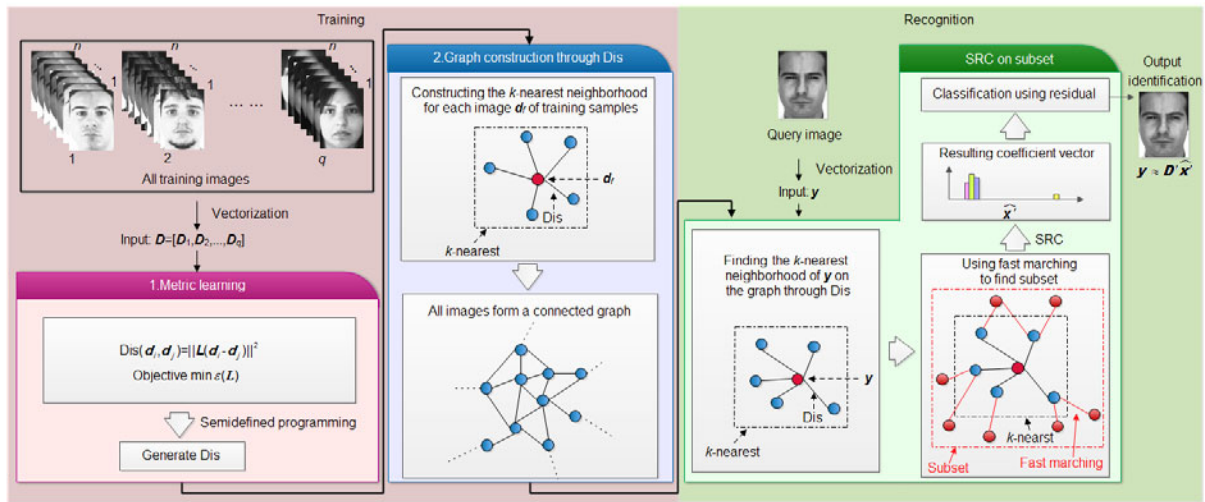 Training
n
n
n
1
1
1
... ...
1
2
q
All training images
Vectorization
Input: D=[D1,D2,...,Dq]
1.Metric learning
Dis(di,dj)=||L(di-dj)||²
Objective min ε(L)
Semidefined programming
Generate Dis
2.Graph construction through Dis
Constructing the k-nearest neighborhood
for each image di of training samples
di
Dis
k-nearest
All images form a connected graph
Recognition
Query image
Vectorization
Input: y
Finding the k-nearest
neighborhood of y on
the graph through Dis
y
Dis
k-nearest
SRC on subset
Classification using residual
Resulting coefficient vector
x̂'
SRC
Using fast marching
to find subset
k-nearst
Subset
Fast marching
Output
identification
y ≈ D'x̂'